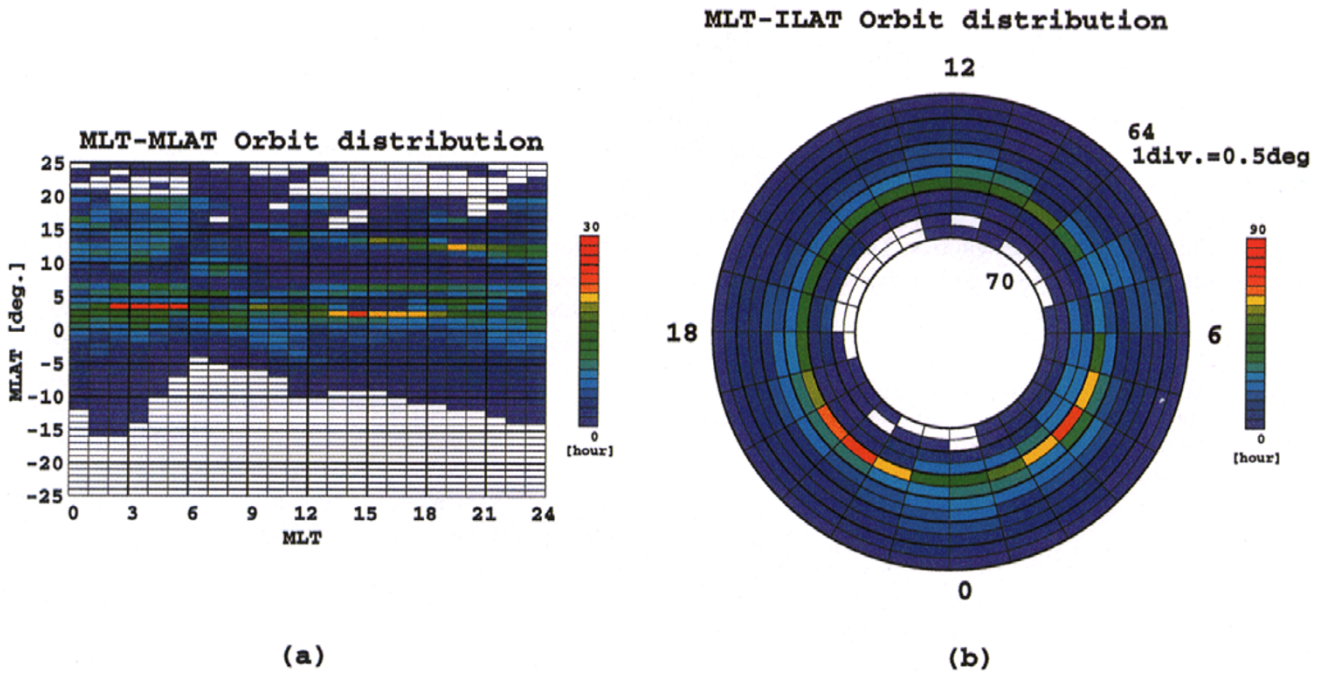 MLT-ILAT Orbit distribution
12
64
1div.=0.5deg
70
18
6
0
90
0
[hour]
(b)
MLT-MLAT Orbit distribution
25
20
15
10
5
0
-5
-10
-15
-20
-25
MLAT [deg.]
0 3 6 9 12 15 18 21 24
MLT
30
0
[hour]
(a)